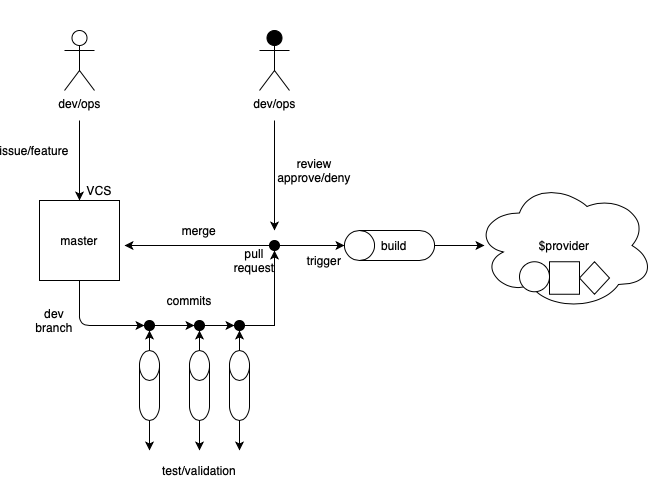 dev/ops
dev/ops
issue/feature
review
approve/deny
VCS
master
merge
pull
request
trigger
build
$provider
commits
dev
branch
test/validation